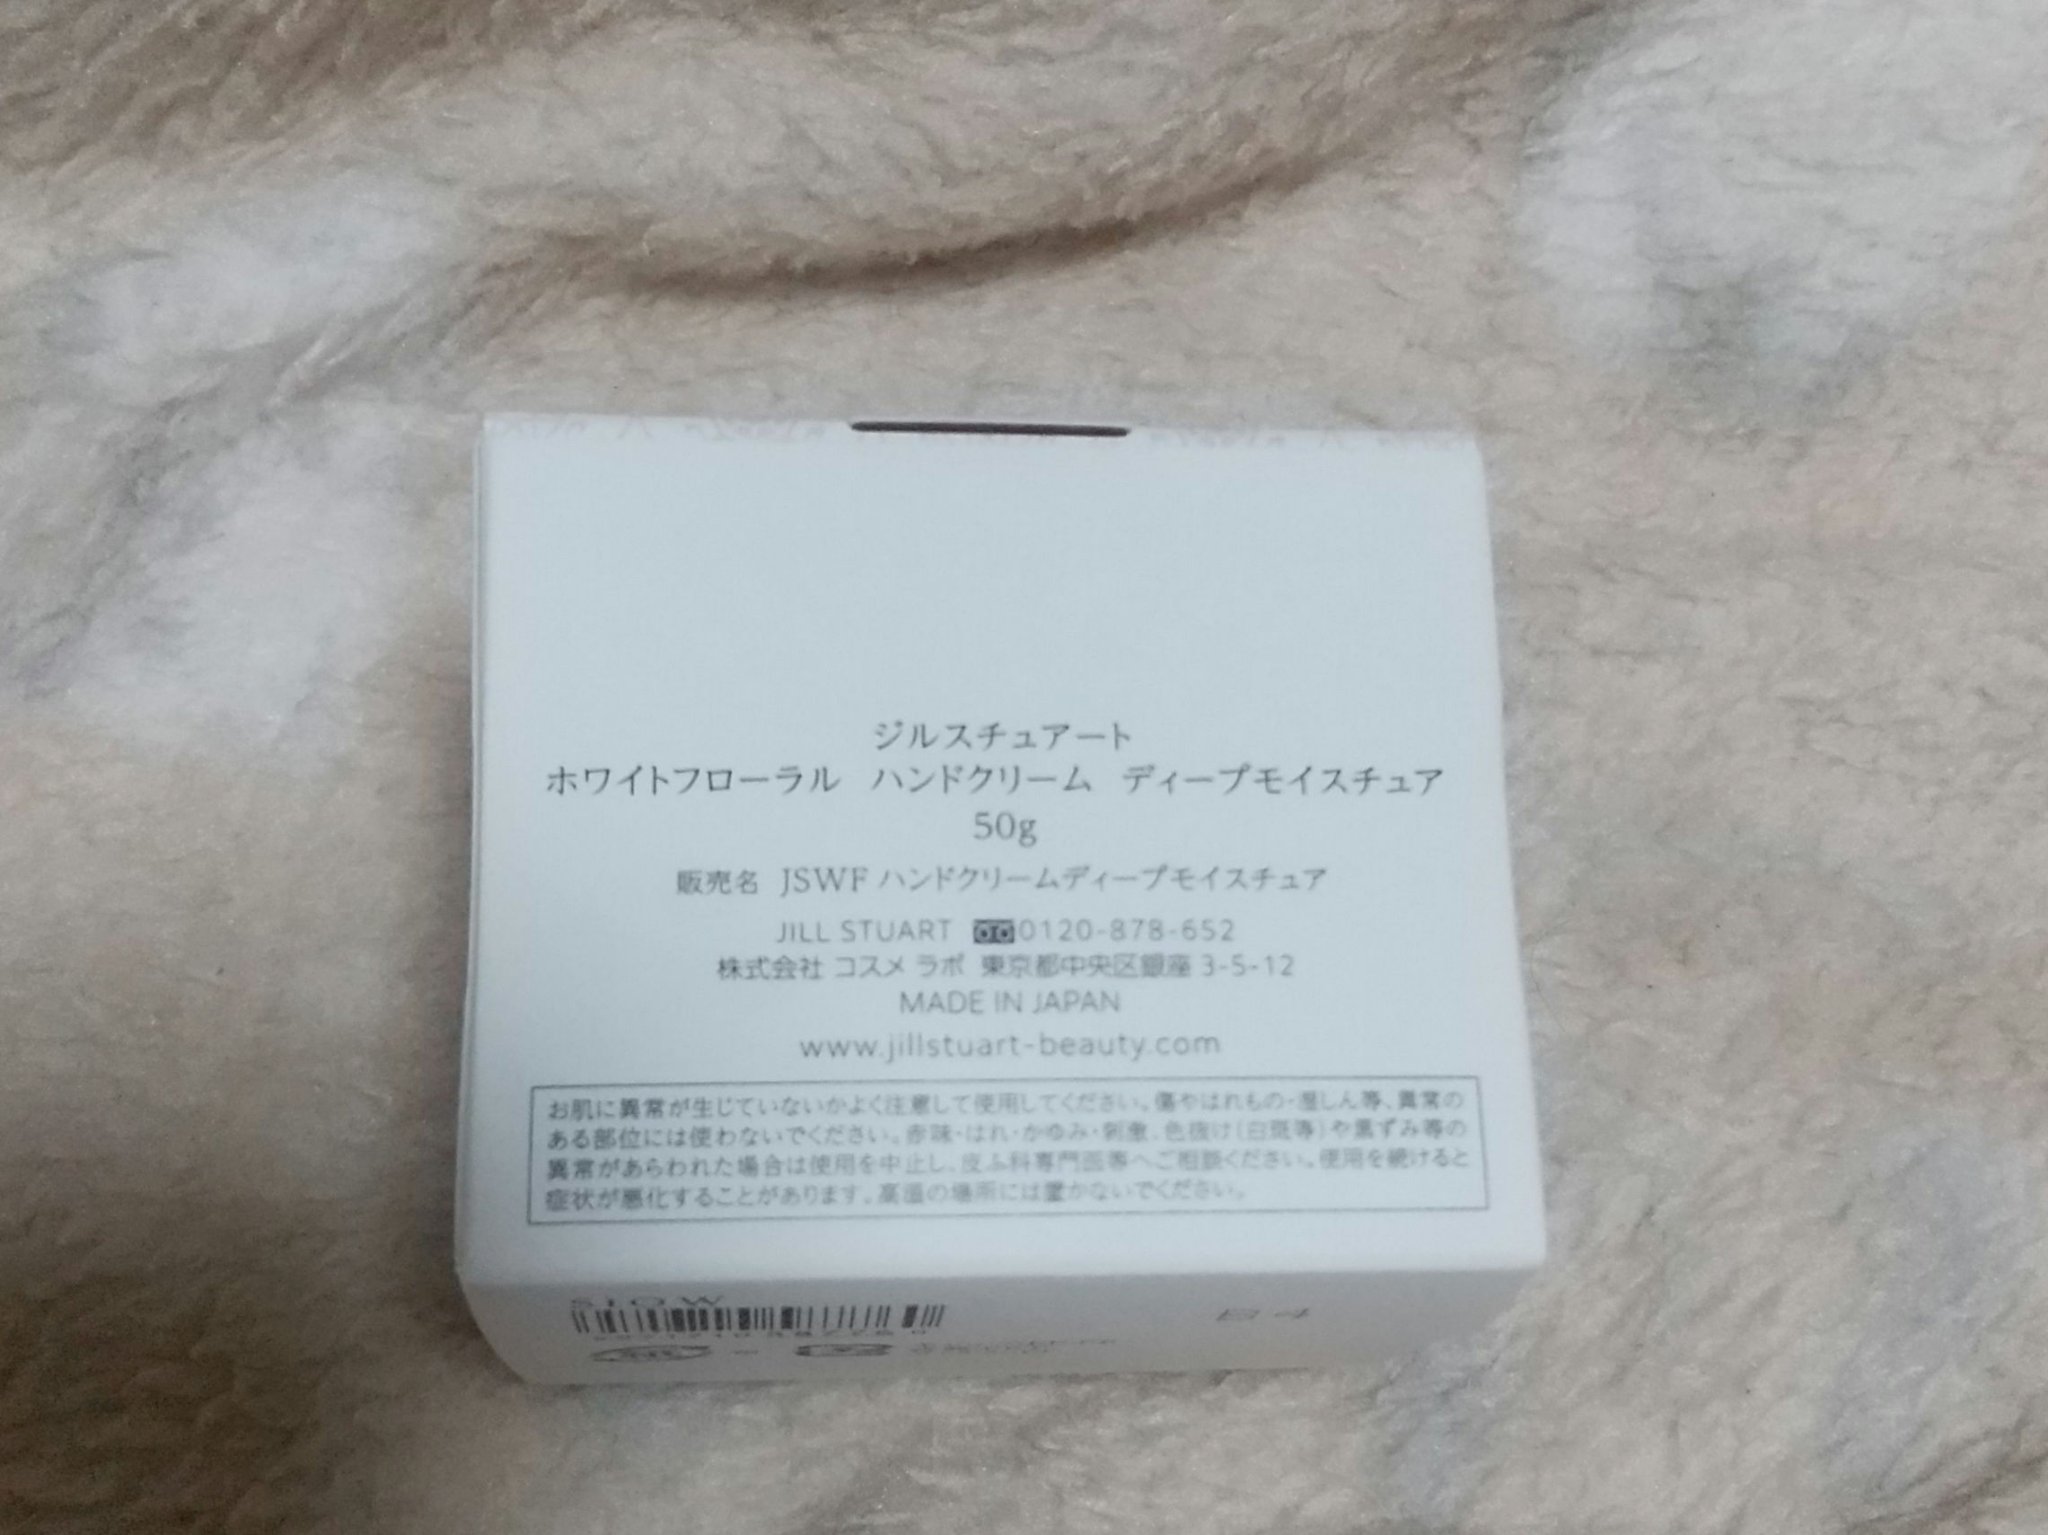 ジルスチュアート
ホワイトフローラル ハンドクリーム ディープモイスチュア
50g
販売名 JSWF ハンドクリームディープモイスチュア
JILL STUART 0120-878-652
株式会社 コスメ ラボ 東京都中央区銀座 3-5-12
MADE IN JAPAN
www.jillstuart-beauty.com
お肌に異常が生じていないかよく注意して使用してください。傷やはれもの・湿しん等、異常の
ある部位には使わないでください。赤味・はれ・かゆみ・刺激、色抜け(白斑等)や黒ずみ等の
異常があらわれた場合は使用を中止し、皮ふ科専門医等へご相談ください。使用を続けると
症状が悪化することがあります。高温の場所には置かないでください。